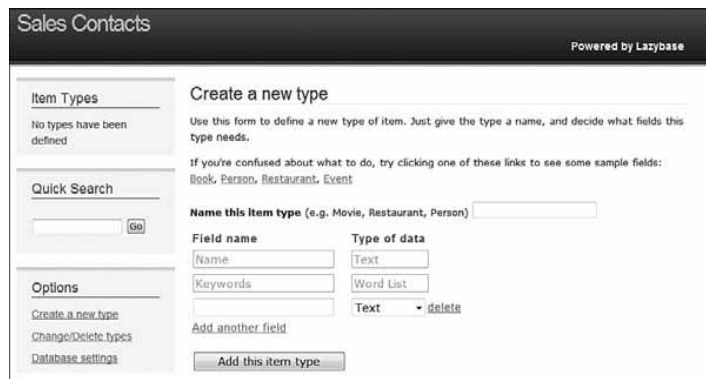 Sales Contacts
Powered by Lazybase
Item Types
No types have been
defined
Quick Search
Go
Options
Create a new type
Change/Delete types
Database settings
Create a new type
Use this form to define a new type of item. Just give the type a name, and decide what fields this
type needs.
If you're confused about what to do, try clicking one of these links to see some sample fields:
Book, Person, Restaurant, Event
Name this item type (e.g. Movie, Restaurant, Person)
Field name Type of data
Name Text
Keywords Word List
Text delete
Add another field
Add this item type